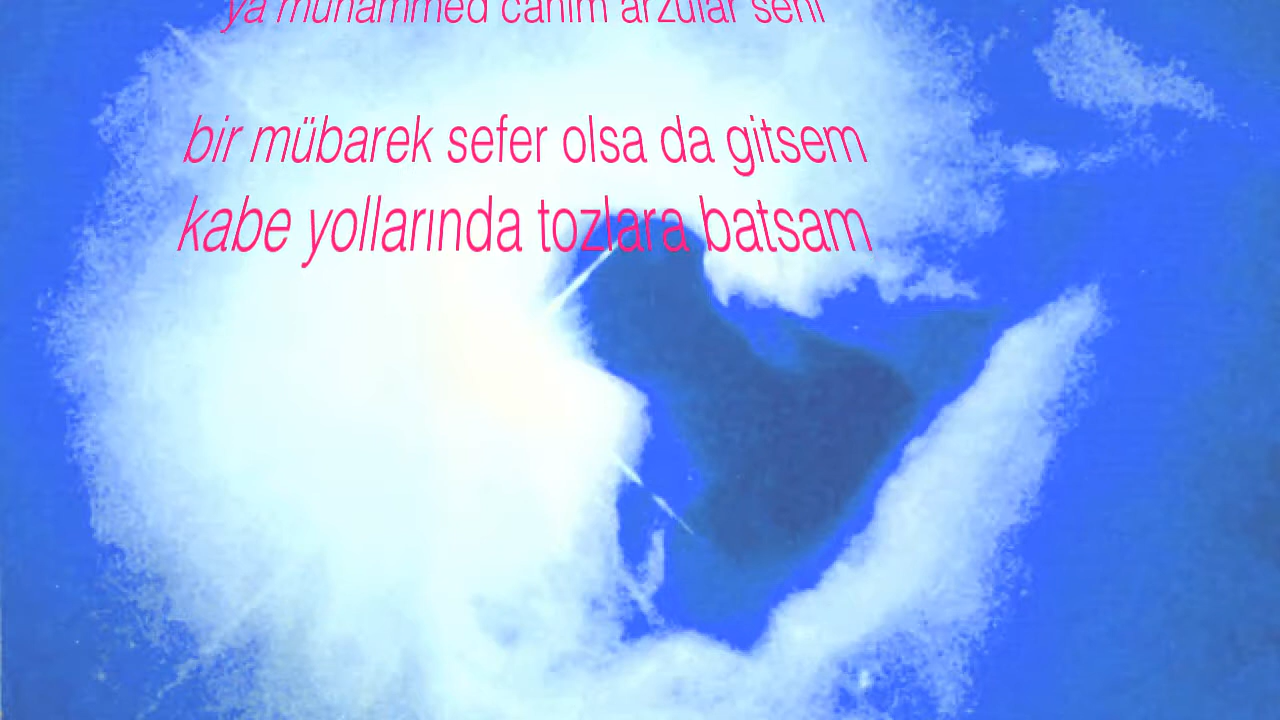 ya muhammed canım arzular seni
bir mübarek sefer olsa da gitsem
kabe yollarında tozlara batsam